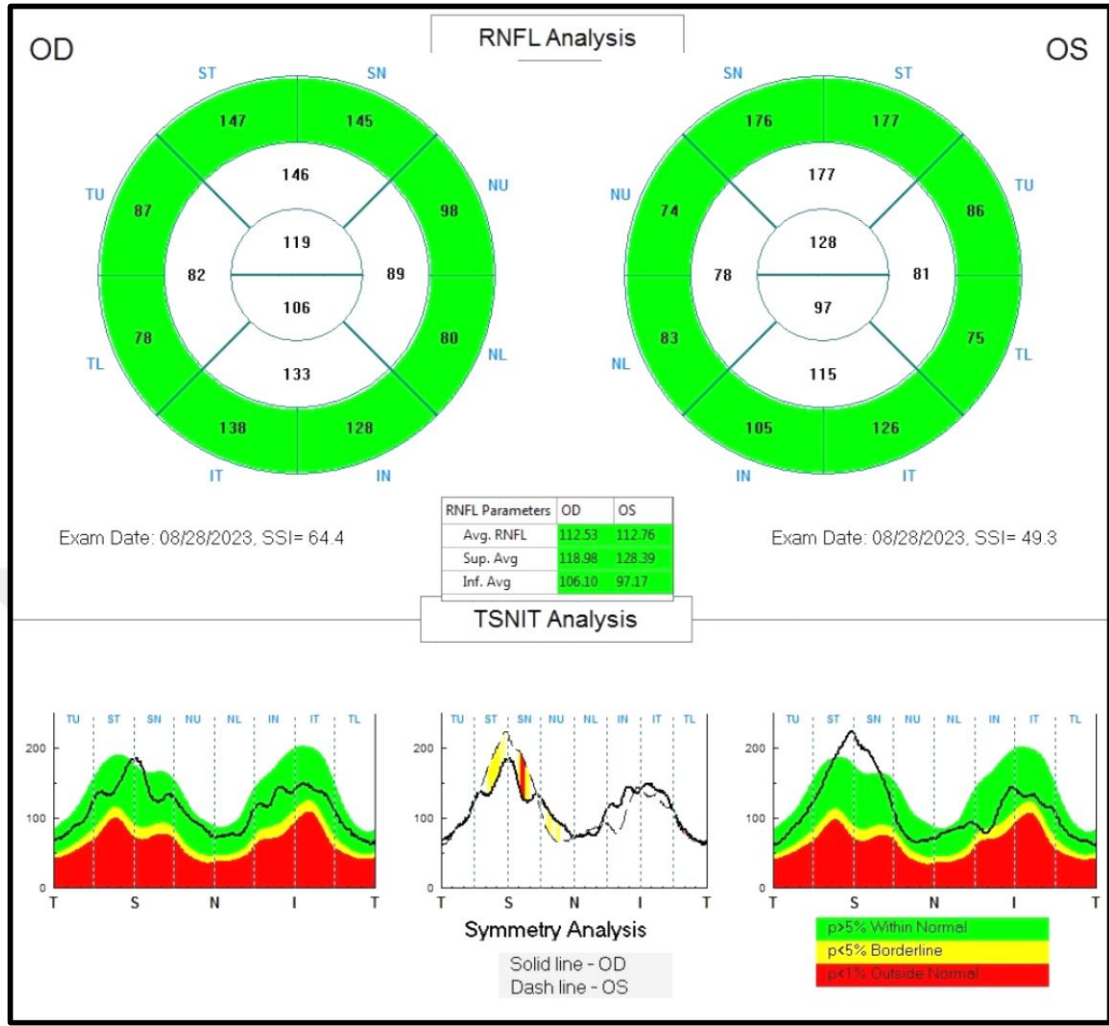 RNFL Analysis
OD
OS
ST SN
147 145
TU NU
87 98
146
119
82 89
106
133
78 80
TL NL
138 128
IT IN
SN ST
176 177
NU TU
74 86
177
128
78 81
97
115
83 75
NL TL
105 126
IN IT
Exam Date: 08/28/2023, SSI= 64.4
RNFL Parameters OD OS
Avg. RNFL 112.53 112.76
Sup. Avg 118.98 128.39
Inf. Avg 106.10 97.17
Exam Date: 08/28/2023, SSI= 49.3
TSNIT Analysis
TU ST SN NU NL IN IT TL
200
100
0
T S N I T
TU ST SN NU NL IN IT TL
200
100
0
T S N I T
Symmetry Analysis
Solid line - OD
Dash line - OS
TU ST SN NU NL IN IT TL
200
100
0
T S N I T
p>5% Within Normal
p<5% Borderline
p<1% Outside Normal